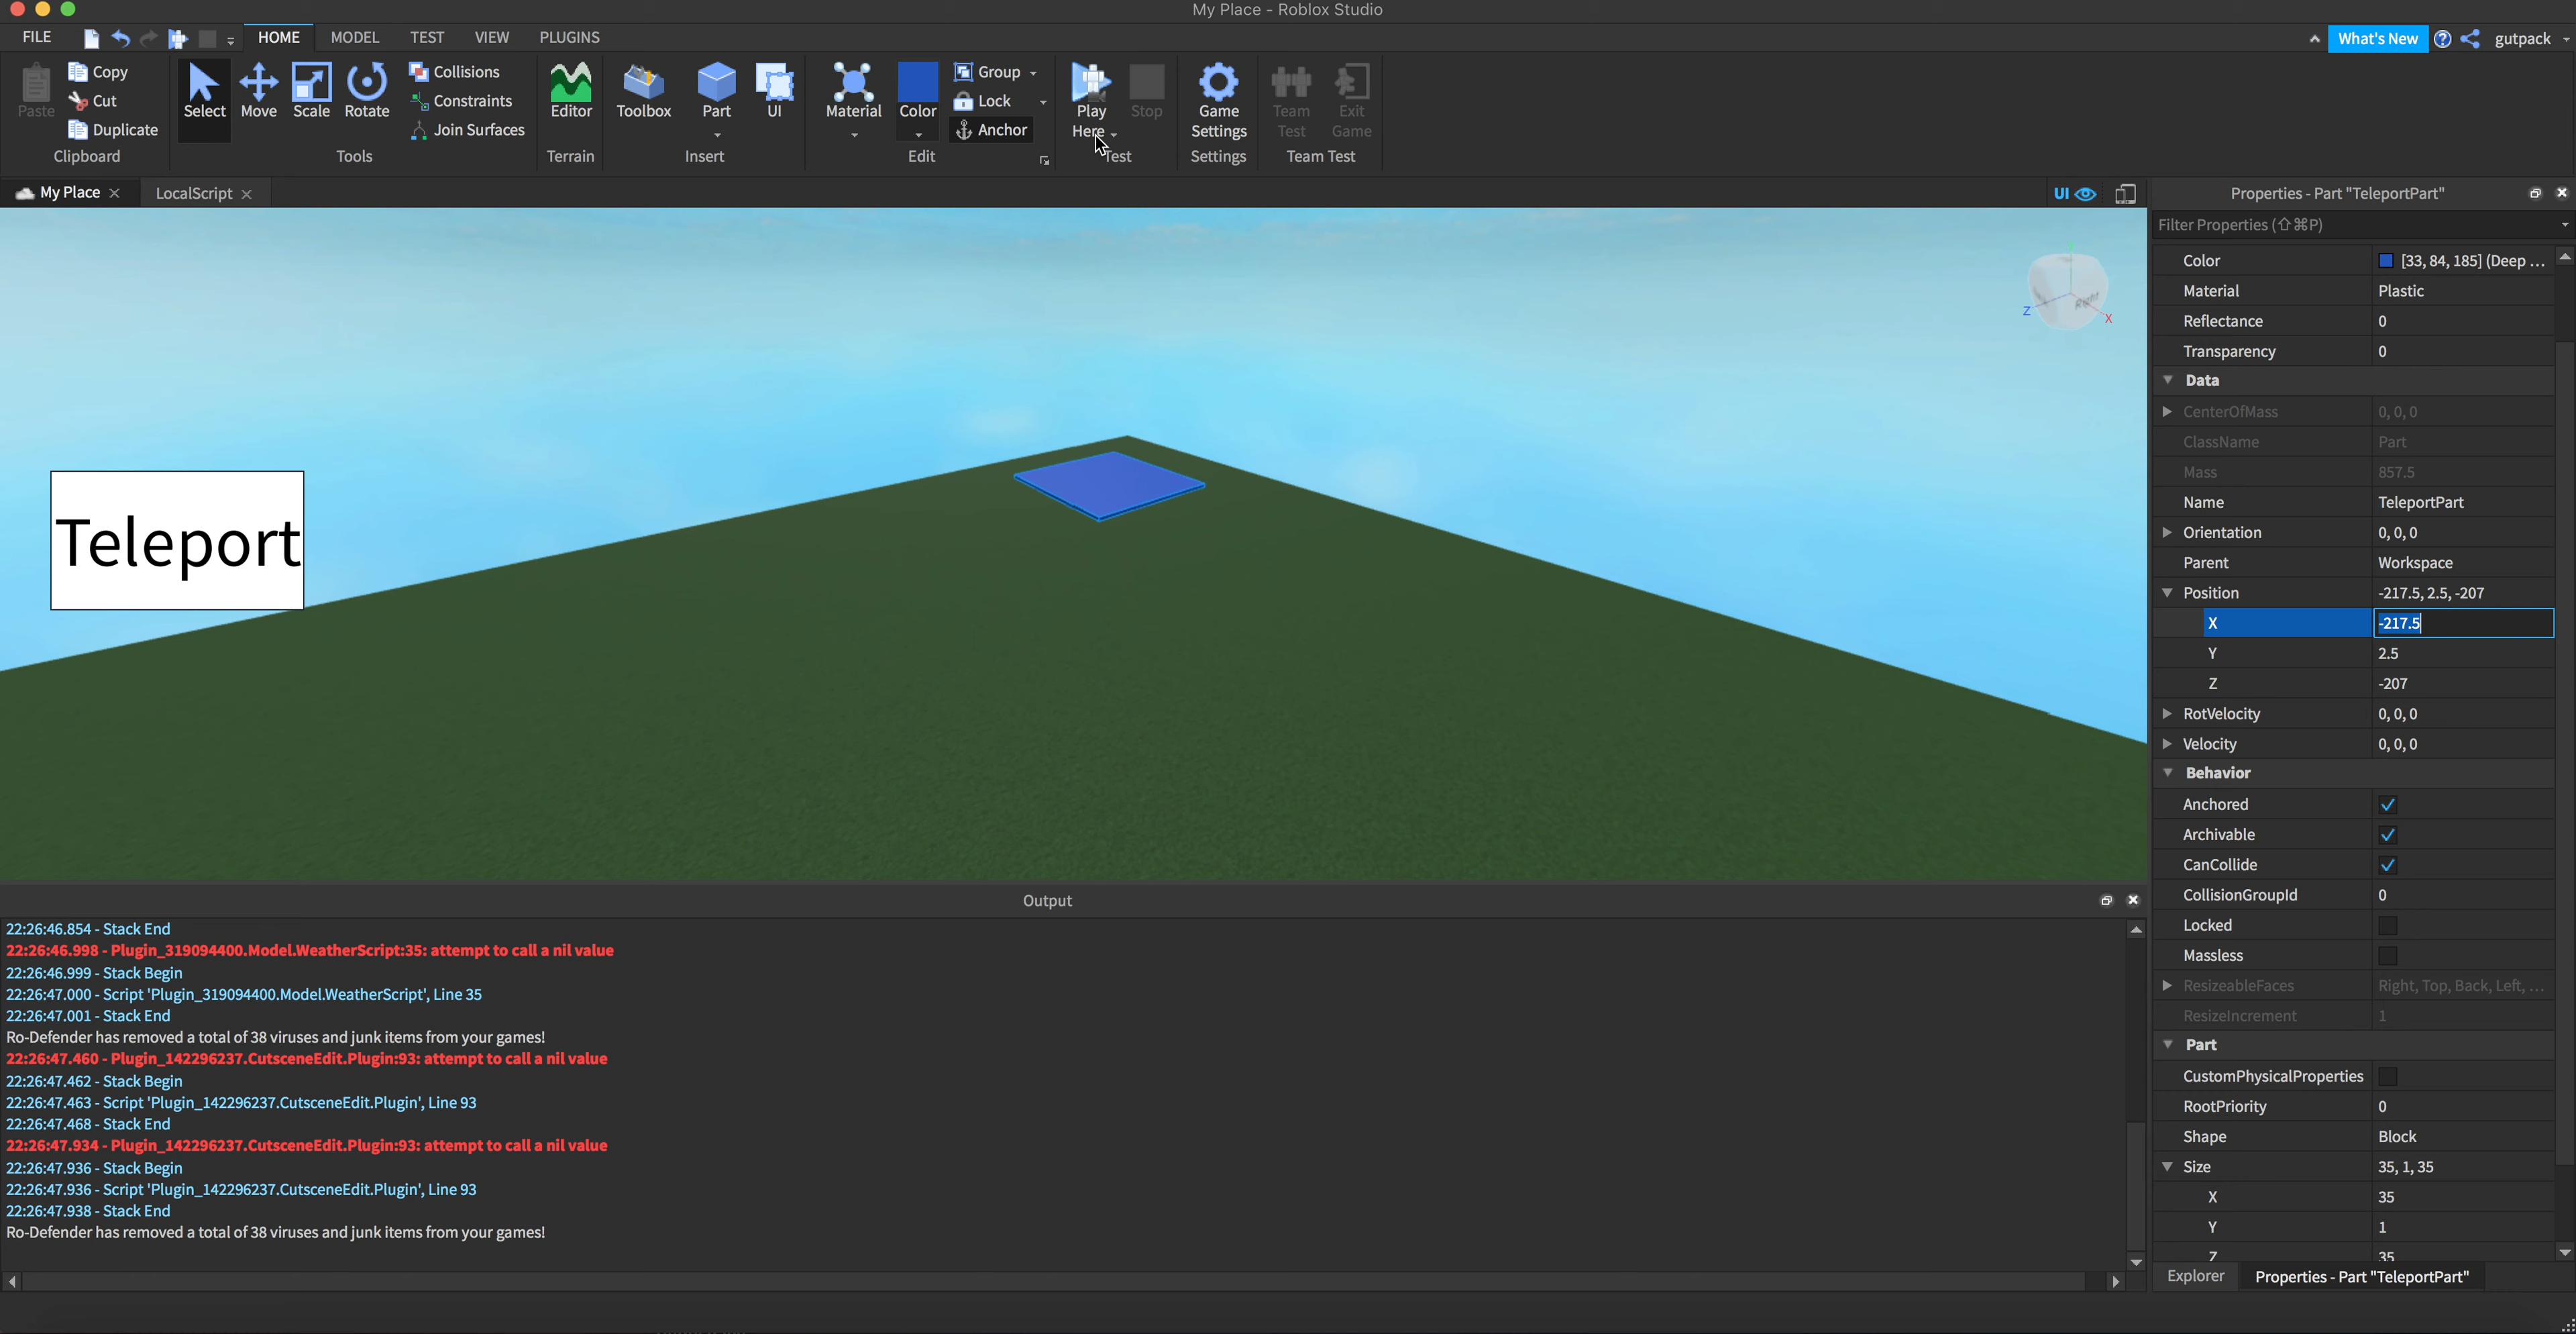 My Place - Roblox Studio
FILE HOME MODEL TEST VIEW PLUGINS What's New gutpack
Paste Copy Cut Duplicate Clipboard
Select Move Scale Rotate Collisions Constraints Join Surfaces Tools
Editor Terrain
Toolbox Part UI Insert
Material Color Group Lock Anchor Edit
Play Here Stop Test
Game Settings Settings
Team Test Exit Game Team Test
My Place LocalScript UI
Properties - Part "TeleportPart"
Filter Properties (⇧⌘P)
Right
Z X
Teleport
Color [33, 84, 185] (Deep ...
Material Plastic
Reflectance 0
Transparency 0
Data
CenterOfMass 0, 0, 0
ClassName Part
Mass 857.5
Name TeleportPart
Orientation 0, 0, 0
Parent Workspace
Position -217.5, 2.5, -207
X -217.5
Y 2.5
Z -207
RotVelocity 0, 0, 0
Velocity 0, 0, 0
Behavior
Anchored
Archivable
CanCollide
CollisionGroupId 0
Locked
Massless
ResizeableFaces Right, Top, Back, Left, ...
ResizeIncrement 1
Part
CustomPhysicalProperties
RootPriority 0
Shape Block
Size 35, 1, 35
X 35
Y 1
Z 35
Explorer Properties - Part "TeleportPart"
Output
22:26:46.854 - Stack End
22:26:46.998 - Plugin_319094400.Model.WeatherScript:35: attempt to call a nil value
22:26:46.999 - Stack Begin
22:26:47.000 - Script 'Plugin_319094400.Model.WeatherScript', Line 35
22:26:47.001 - Stack End
Ro-Defender has removed a total of 38 viruses and junk items from your games!
22:26:47.460 - Plugin_142296237.CutsceneEdit.Plugin:93: attempt to call a nil value
22:26:47.462 - Stack Begin
22:26:47.463 - Script 'Plugin_142296237.CutsceneEdit.Plugin', Line 93
22:26:47.468 - Stack End
22:26:47.934 - Plugin_142296237.CutsceneEdit.Plugin:93: attempt to call a nil value
22:26:47.936 - Stack Begin
22:26:47.936 - Script 'Plugin_142296237.CutsceneEdit.Plugin', Line 93
22:26:47.938 - Stack End
Ro-Defender has removed a total of 38 viruses and junk items from your games!